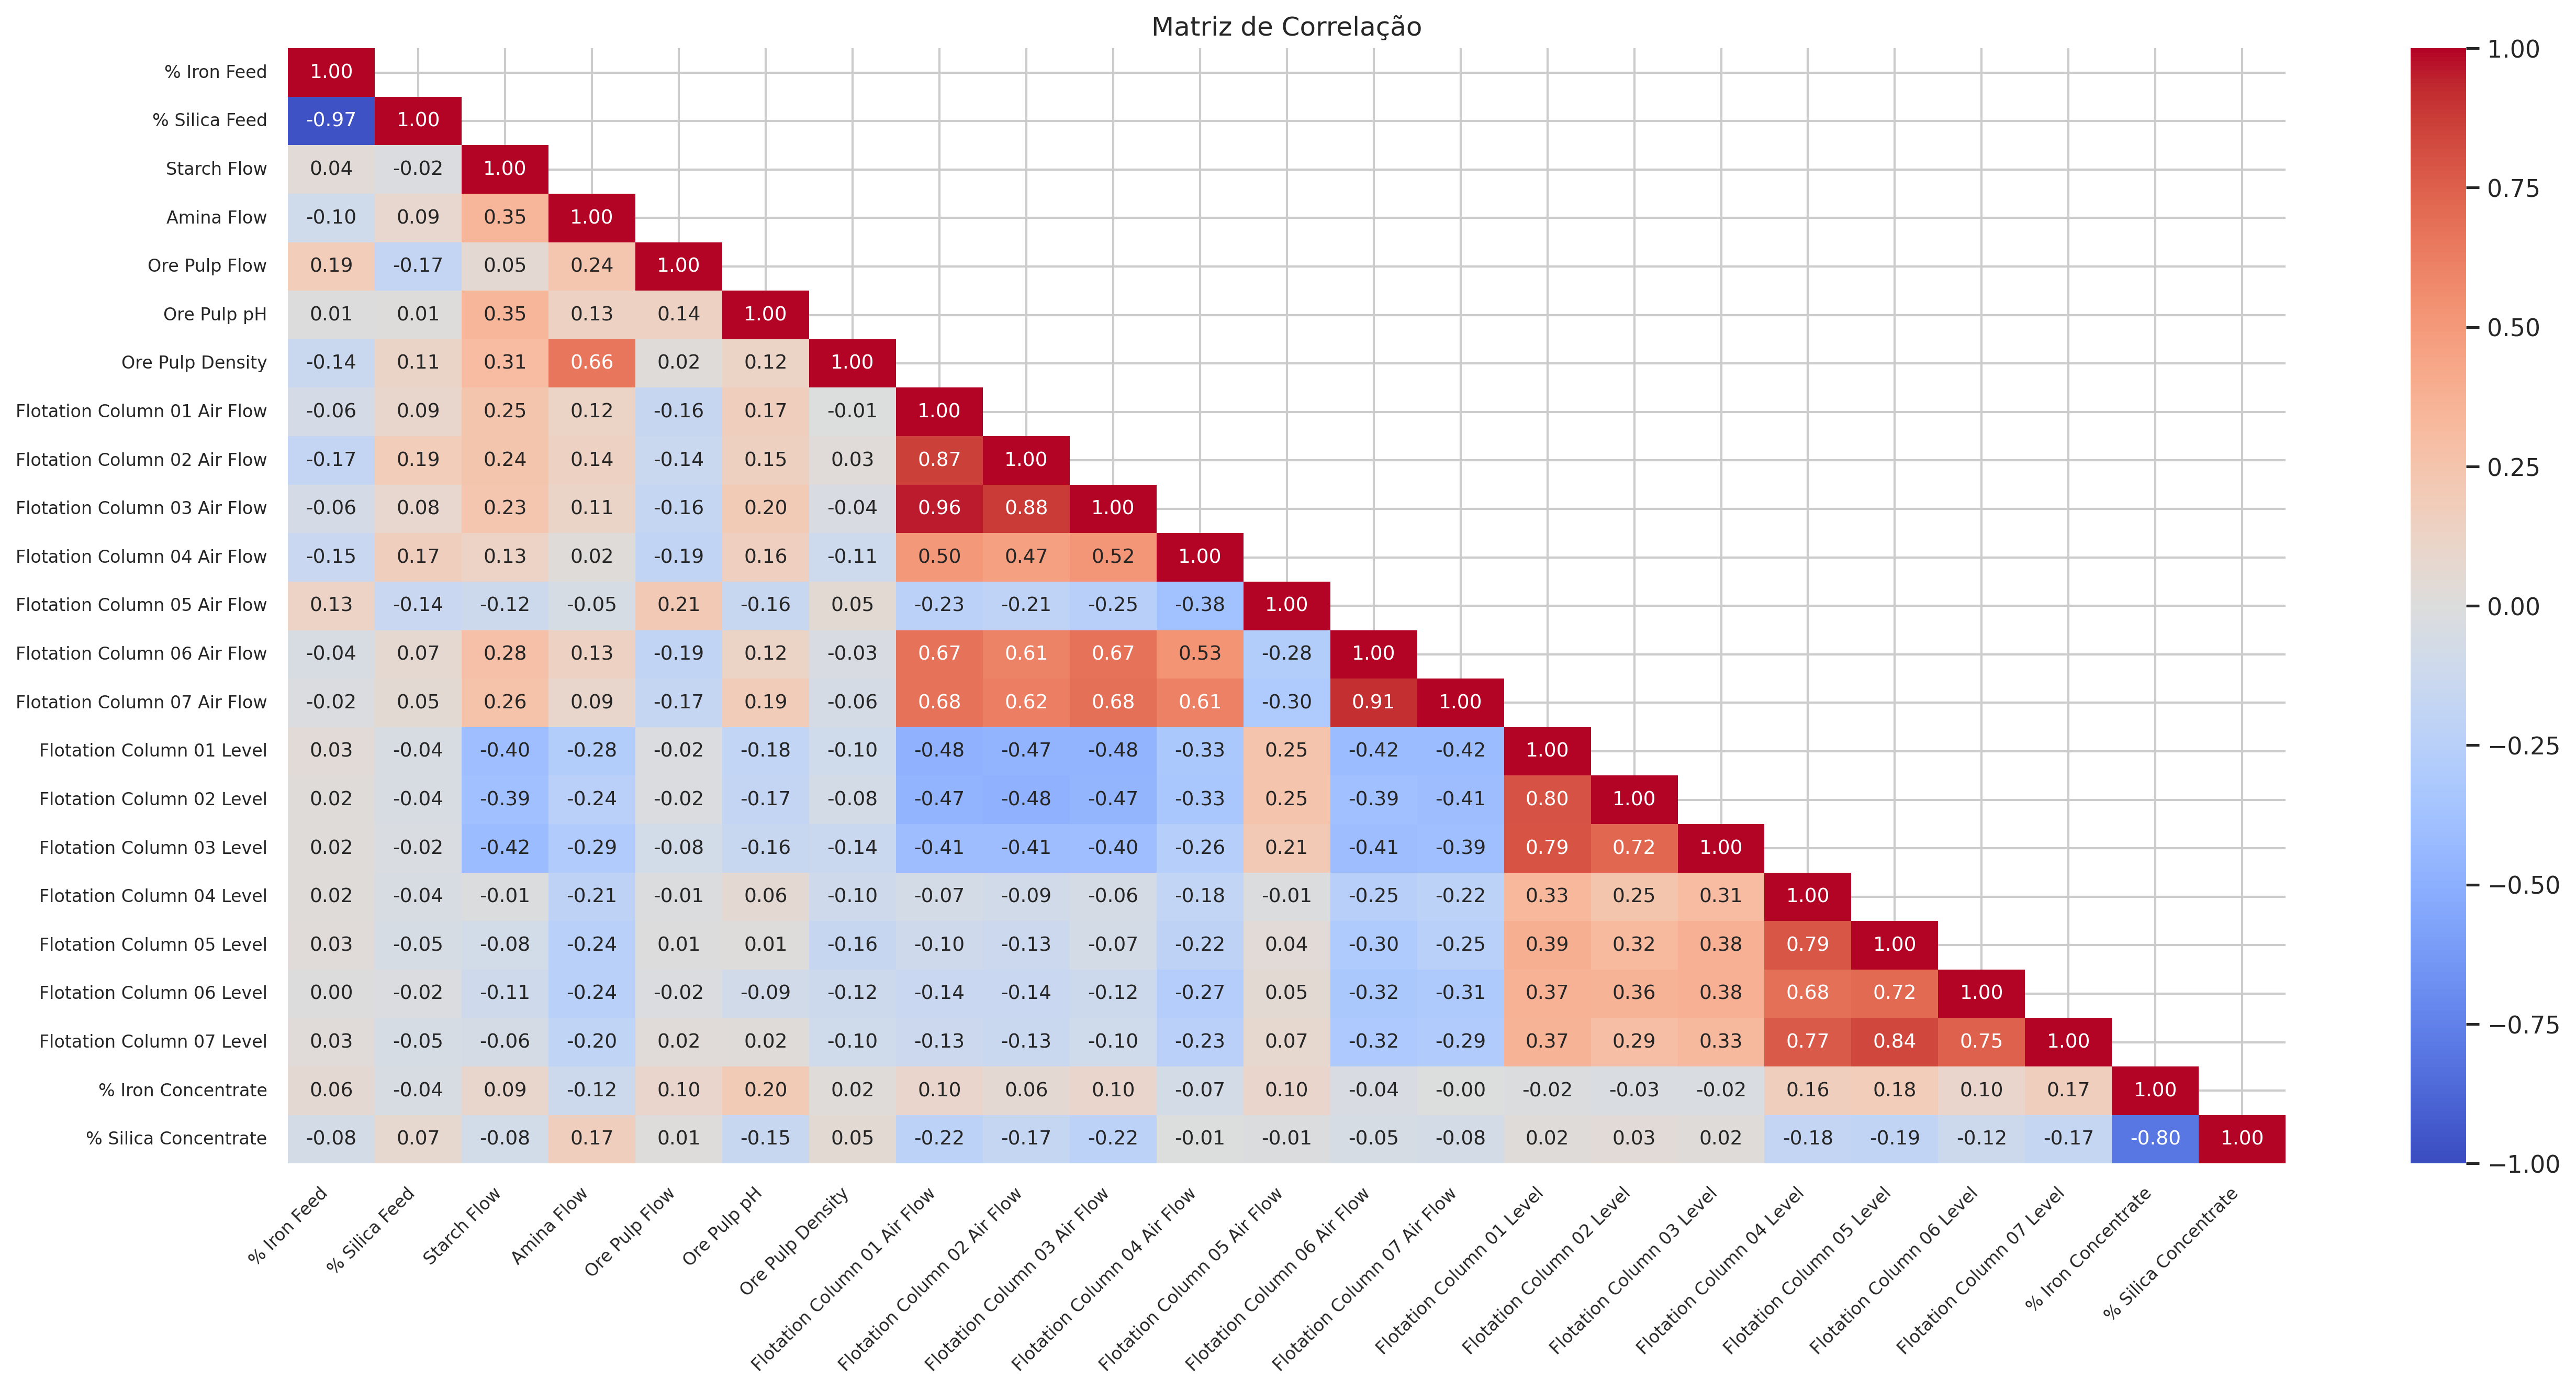 Matriz de Correlação
% Iron Feed 1.00
% Silica Feed -0.97 1.00
Starch Flow 0.04 -0.02 1.00
Amina Flow -0.10 0.09 0.35 1.00
Ore Pulp Flow 0.19 -0.17 0.05 0.24 1.00
Ore Pulp pH 0.01 0.01 0.35 0.13 0.14 1.00
Ore Pulp Density -0.14 0.11 0.31 0.66 0.02 0.12 1.00
Flotation Column 01 Air Flow -0.06 0.09 0.25 0.12 -0.16 0.17 -0.01 1.00
Flotation Column 02 Air Flow -0.17 0.19 0.24 0.14 -0.14 0.15 0.03 0.87 1.00
Flotation Column 03 Air Flow -0.06 0.08 0.23 0.11 -0.16 0.20 -0.04 0.96 0.88 1.00
Flotation Column 04 Air Flow -0.15 0.17 0.13 0.02 -0.19 0.16 -0.11 0.50 0.47 0.52 1.00
Flotation Column 05 Air Flow 0.13 -0.14 -0.12 -0.05 0.21 -0.16 0.05 -0.23 -0.21 -0.25 -0.38 1.00
Flotation Column 06 Air Flow -0.04 0.07 0.28 0.13 -0.19 0.12 -0.03 0.67 0.61 0.67 0.53 -0.28 1.00
Flotation Column 07 Air Flow -0.02 0.05 0.26 0.09 -0.17 0.19 -0.06 0.68 0.62 0.68 0.61 -0.30 0.91 1.00
Flotation Column 01 Level 0.03 -0.04 -0.40 -0.28 -0.02 -0.18 -0.10 -0.48 -0.47 -0.48 -0.33 0.25 -0.42 -0.42 1.00
Flotation Column 02 Level 0.02 -0.04 -0.39 -0.24 -0.02 -0.17 -0.08 -0.47 -0.48 -0.47 -0.33 0.25 -0.39 -0.41 0.80 1.00
Flotation Column 03 Level 0.02 -0.02 -0.42 -0.29 -0.08 -0.16 -0.14 -0.41 -0.41 -0.40 -0.26 0.21 -0.41 -0.39 0.79 0.72 1.00
Flotation Column 04 Level 0.02 -0.04 -0.01 -0.21 -0.01 0.06 -0.10 -0.07 -0.09 -0.06 -0.18 -0.01 -0.25 -0.22 0.33 0.25 0.31 1.00
Flotation Column 05 Level 0.03 -0.05 -0.08 -0.24 0.01 0.01 -0.16 -0.10 -0.13 -0.07 -0.22 0.04 -0.30 -0.25 0.39 0.32 0.38 0.79 1.00
Flotation Column 06 Level 0.00 -0.02 -0.11 -0.24 -0.02 -0.09 -0.12 -0.14 -0.14 -0.12 -0.27 0.05 -0.32 -0.31 0.37 0.36 0.38 0.68 0.72 1.00
Flotation Column 07 Level 0.03 -0.05 -0.06 -0.20 0.02 0.02 -0.10 -0.13 -0.13 -0.10 -0.23 0.07 -0.32 -0.29 0.37 0.29 0.33 0.77 0.84 0.75 1.00
% Iron Concentrate 0.06 -0.04 0.09 -0.12 0.10 0.20 0.02 0.10 0.06 0.10 -0.07 0.10 -0.04 -0.00 -0.02 -0.03 -0.02 0.16 0.18 0.10 0.17 1.00
% Silica Concentrate -0.08 0.07 -0.08 0.17 0.01 -0.15 0.05 -0.22 -0.17 -0.22 -0.01 -0.01 -0.05 -0.08 0.02 0.03 0.02 -0.18 -0.19 -0.12 -0.17 -0.80 1.00
% Iron Feed
% Silica Feed
Starch Flow
Amina Flow
Ore Pulp Flow
Ore Pulp pH
Ore Pulp Density
Flotation Column 01 Air Flow
Flotation Column 02 Air Flow
Flotation Column 03 Air Flow
Flotation Column 04 Air Flow
Flotation Column 05 Air Flow
Flotation Column 06 Air Flow
Flotation Column 07 Air Flow
Flotation Column 01 Level
Flotation Column 02 Level
Flotation Column 03 Level
Flotation Column 04 Level
Flotation Column 05 Level
Flotation Column 06 Level
Flotation Column 07 Level
% Iron Concentrate
% Silica Concentrate
1.00
0.75
0.50
0.25
0.00
−0.25
−0.50
−0.75
−1.00